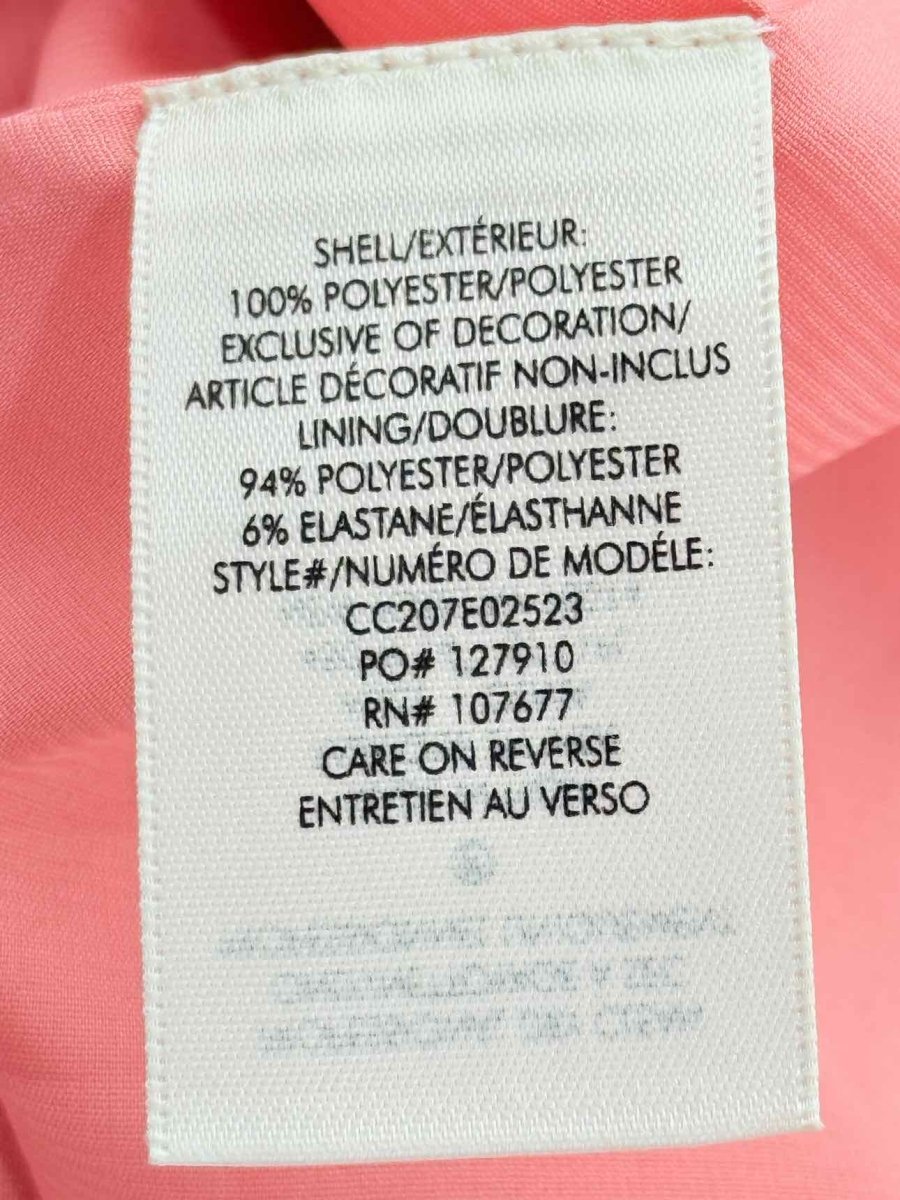 SHELL/EXTÉRIEUR:
100% POLYESTER/POLYESTER
EXCLUSIVE OF DECORATION/
ARTICLE DÉCORATIF NON-INCLUS
LINING/DOUBLURE:
94% POLYESTER/POLYESTER
6% ELASTANE/ÉLASTHANNE
STYLE#/NUMÉRO DE MODÉLE:
CC207E02523
PO# 127910
RN# 107677
CARE ON REVERSE
ENTRETIEN AU VERSO